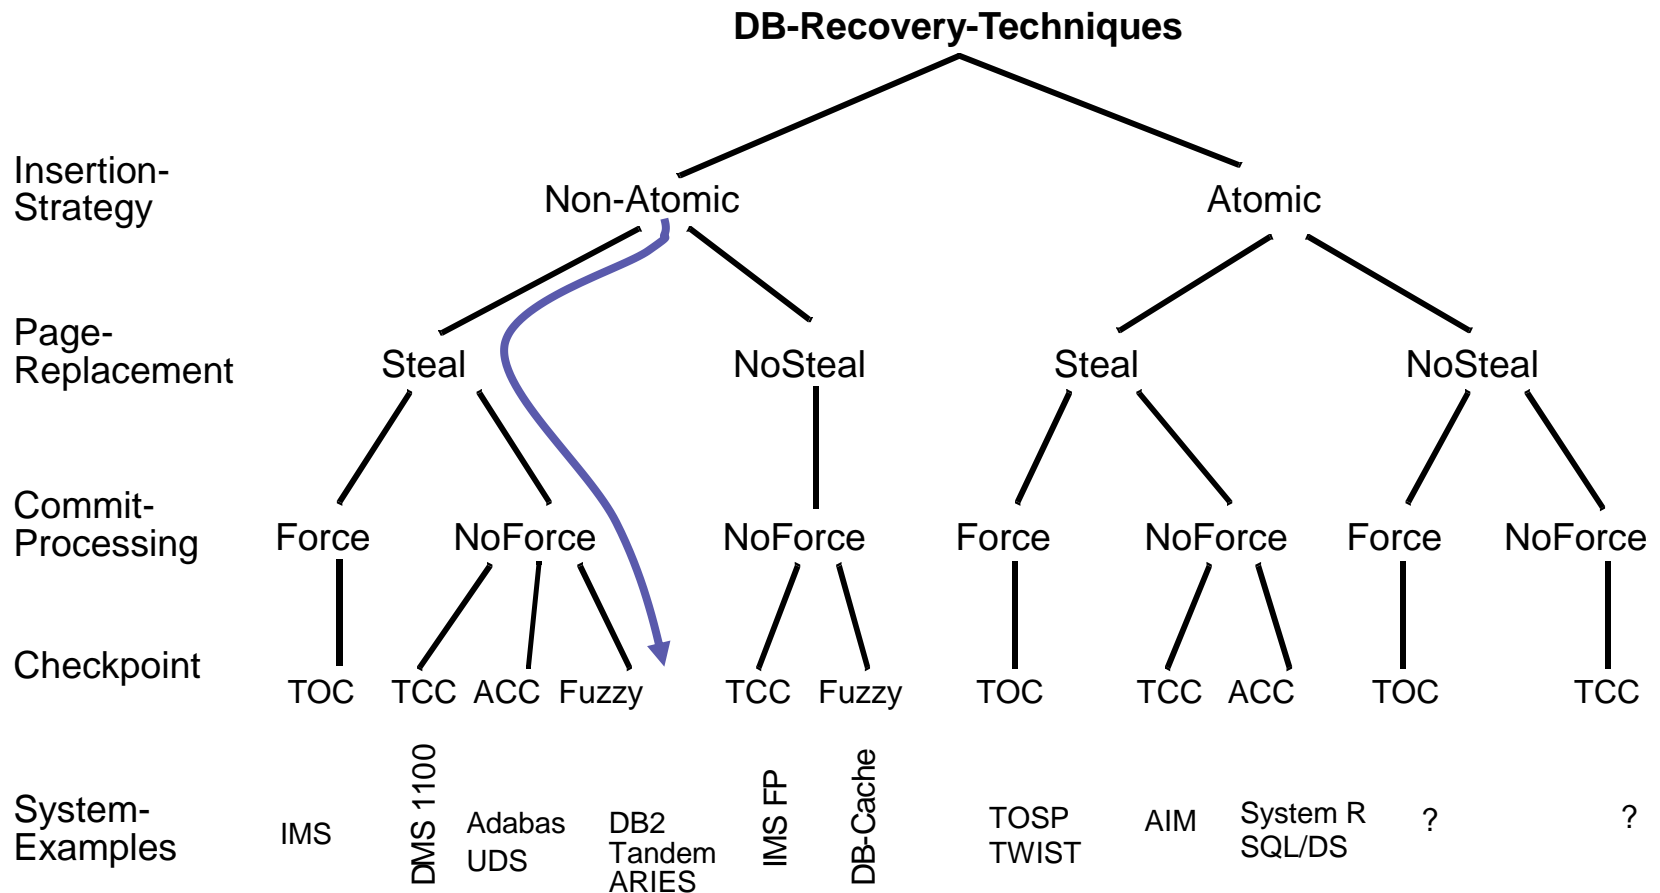 DB-Recovery-Techniques
Insertion-
Strategy
Non-Atomic
Atomic
Page-
Replacement
Steal
NoSteal
Steal
NoSteal
Commit-
Processing
Force
NoForce
NoForce
Force
NoForce
Force
NoForce
Checkpoint
TOC
TCC
ACC
Fuzzy
TCC
Fuzzy
TOC
TCC
ACC
TOC
TCC
System-
Examples
IMS
DMS 1100
Adabas
UDS
DB2
Tandem
ARIES
IMS FP
DB-Cache
TOSP
TWIST
AIM
System R
SQL/DS
?
?